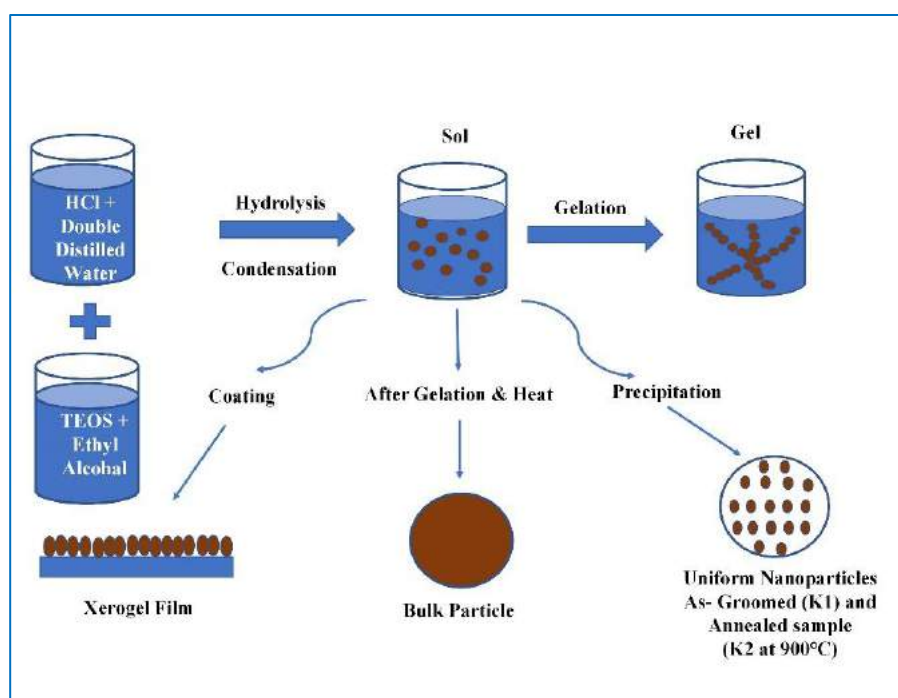 Sol
Gel
HCl +
Double
Distilled
Water
Hydrolysis
Condensation
Gelation
TEOS +
Ethyl
Alcohal
Coating
After Gelation & Heat
Precipitation
Xerogel Film
Bulk Particle
Uniform Nanoparticles
As- Groomed (K1) and
Annealed sample
(K2 at 900°C)